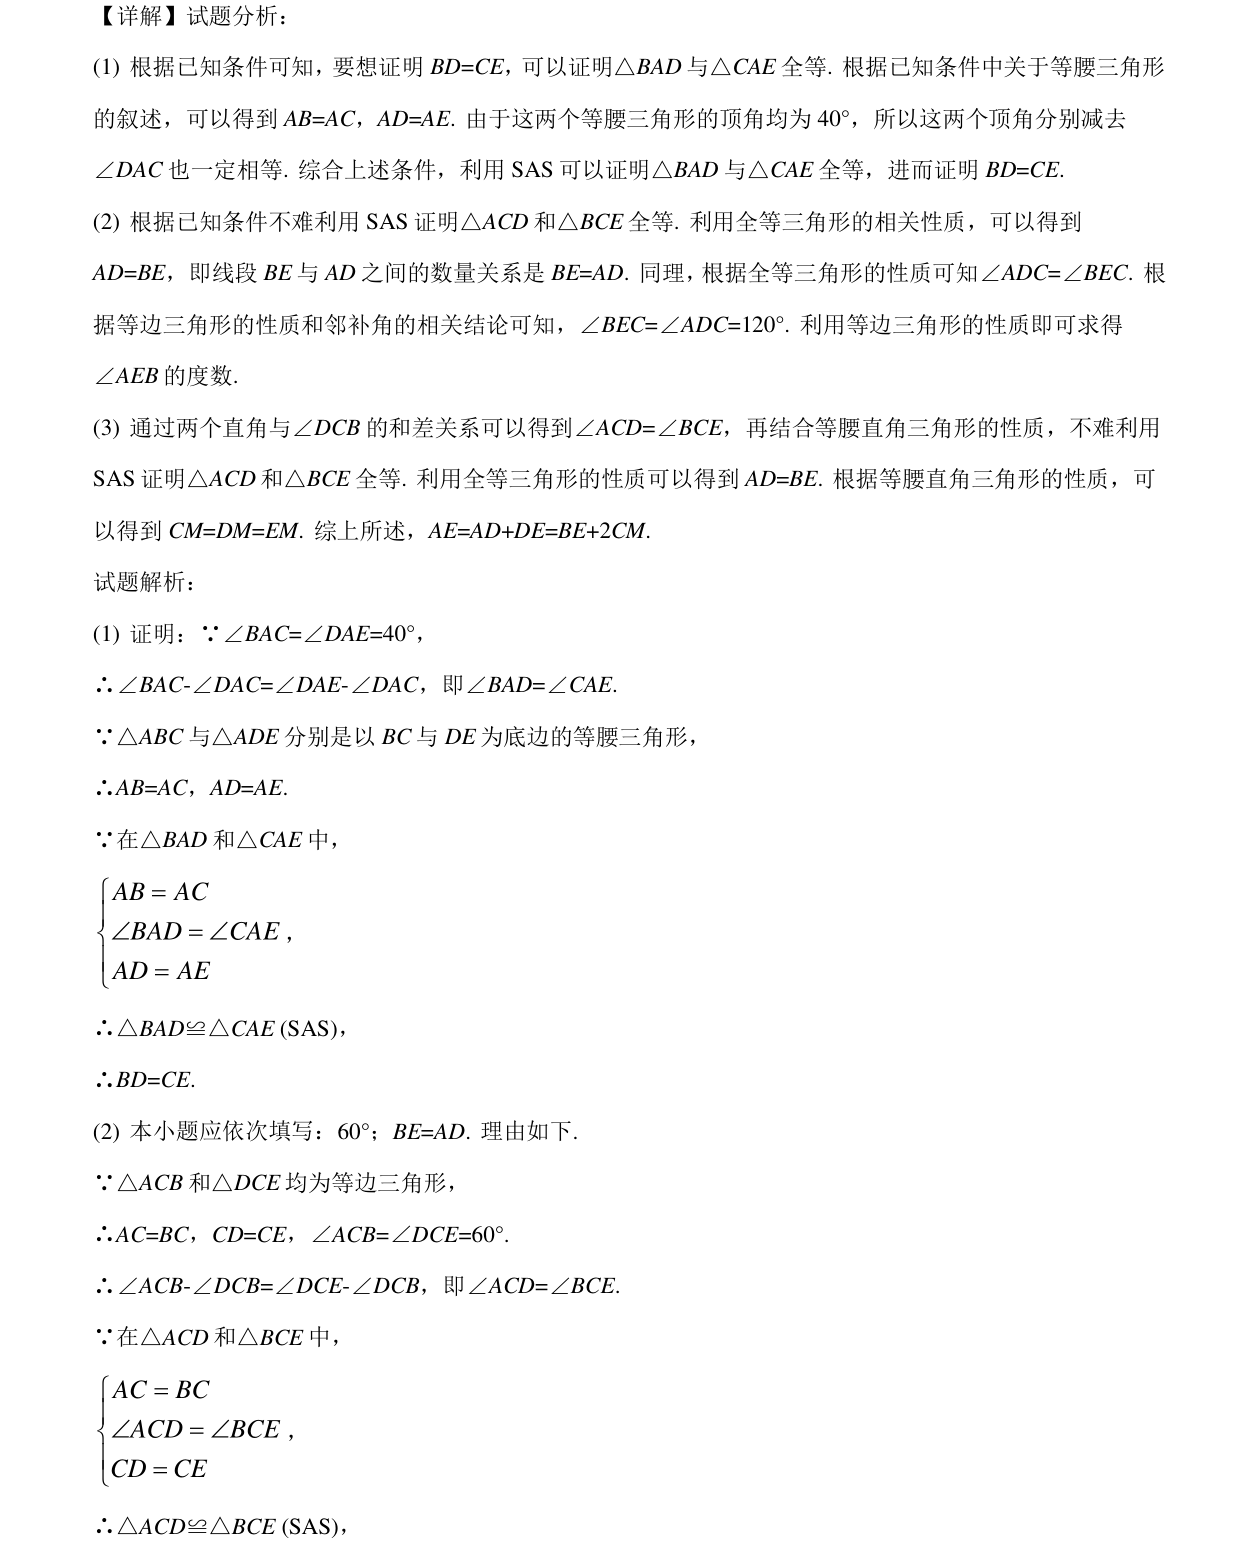 【详解】试题分析：
(1) 根据已知条件可知，要想证明 BD=CE，可以证明△BAD 与△CAE 全等. 根据已知条件中关于等腰三角形
的叙述，可以得到 AB=AC，AD=AE. 由于这两个等腰三角形的顶角均为 40°，所以这两个顶角分别减去
∠DAC 也一定相等. 综合上述条件，利用 SAS 可以证明△BAD 与△CAE 全等，进而证明 BD=CE.
(2) 根据已知条件不难利用 SAS 证明△ACD 和△BCE 全等. 利用全等三角形的相关性质，可以得到
AD=BE，即线段 BE 与 AD 之间的数量关系是 BE=AD. 同理，根据全等三角形的性质可知∠ADC=∠BEC. 根
据等边三角形的性质和邻补角的相关结论可知，∠BEC=∠ADC=120°. 利用等边三角形的性质即可求得
∠AEB 的度数.
(3) 通过两个直角与∠DCB 的和差关系可以得到∠ACD=∠BCE，再结合等腰直角三角形的性质，不难利用
SAS 证明△ACD 和△BCE 全等. 利用全等三角形的性质可以得到 AD=BE. 根据等腰直角三角形的性质，可
以得到 CM=DM=EM. 综上所述，AE=AD+DE=BE+2CM.
试题解析：
(1) 证明：∵∠BAC=∠DAE=40°，
∴∠BAC-∠DAC=∠DAE-∠DAC，即∠BAD=∠CAE.
∵△ABC 与△ADE 分别是以 BC 与 DE 为底边的等腰三角形，
∴AB=AC，AD=AE.
∵在△BAD 和△CAE 中，
AB = AC
∠BAD = ∠CAE ，
AD = AE
∴△BAD≌△CAE (SAS)，
∴BD=CE.
(2) 本小题应依次填写：60°；BE=AD. 理由如下.
∵△ACB 和△DCE 均为等边三角形，
∴AC=BC，CD=CE，∠ACB=∠DCE=60°.
∴∠ACB-∠DCB=∠DCE-∠DCB，即∠ACD=∠BCE.
∵在△ACD 和△BCE 中，
AC = BC
∠ACD = ∠BCE ，
CD = CE
∴△ACD≌△BCE (SAS)，